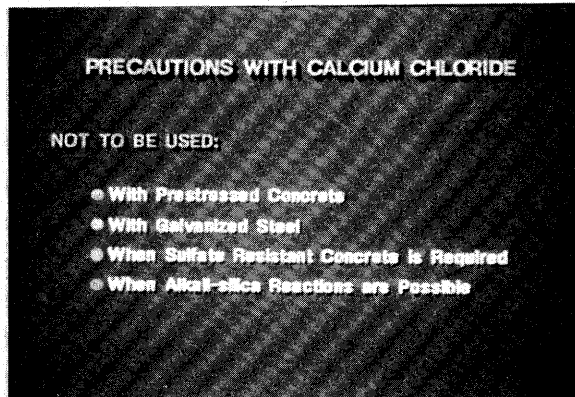 PRECAUTIONS WITH CALCIUM CHLORIDE
NOT TO BE USED:
With Prestressed Concrete
With Galvanized Steel
When Sulfate Resistant Concrete is Required
When Alkali-silica Reactions are Possible